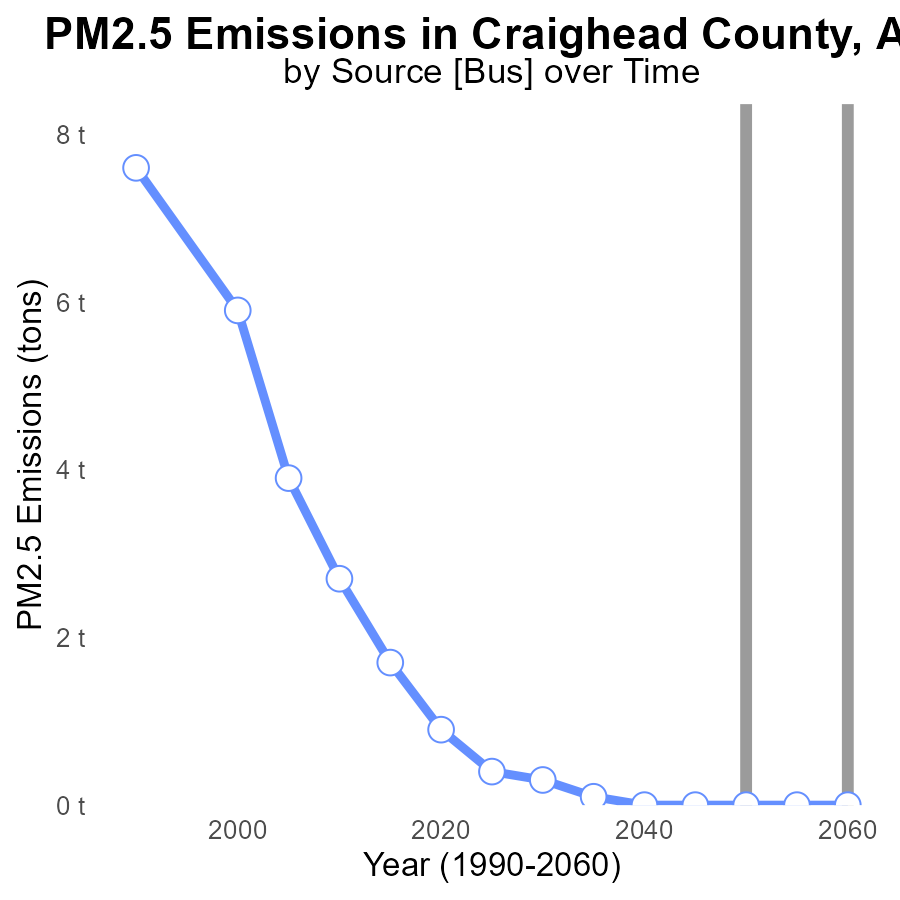 PM2.5 Emissions in Craighead County, A
by Source [Bus] over Time
8 t
6 t
4 t
2 t
0 t
PM2.5 Emissions (tons)
2000 2020 2040 2060
Year (1990-2060)